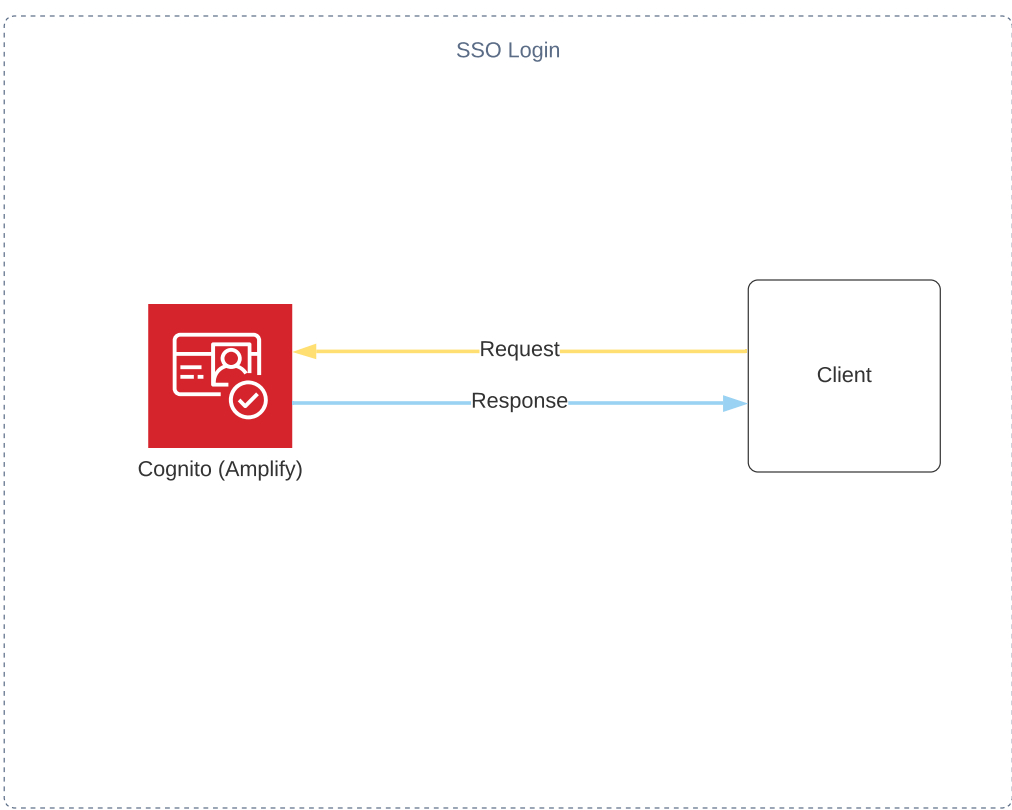 SSO Login
Request
Client
Response
Cognito (Amplify)